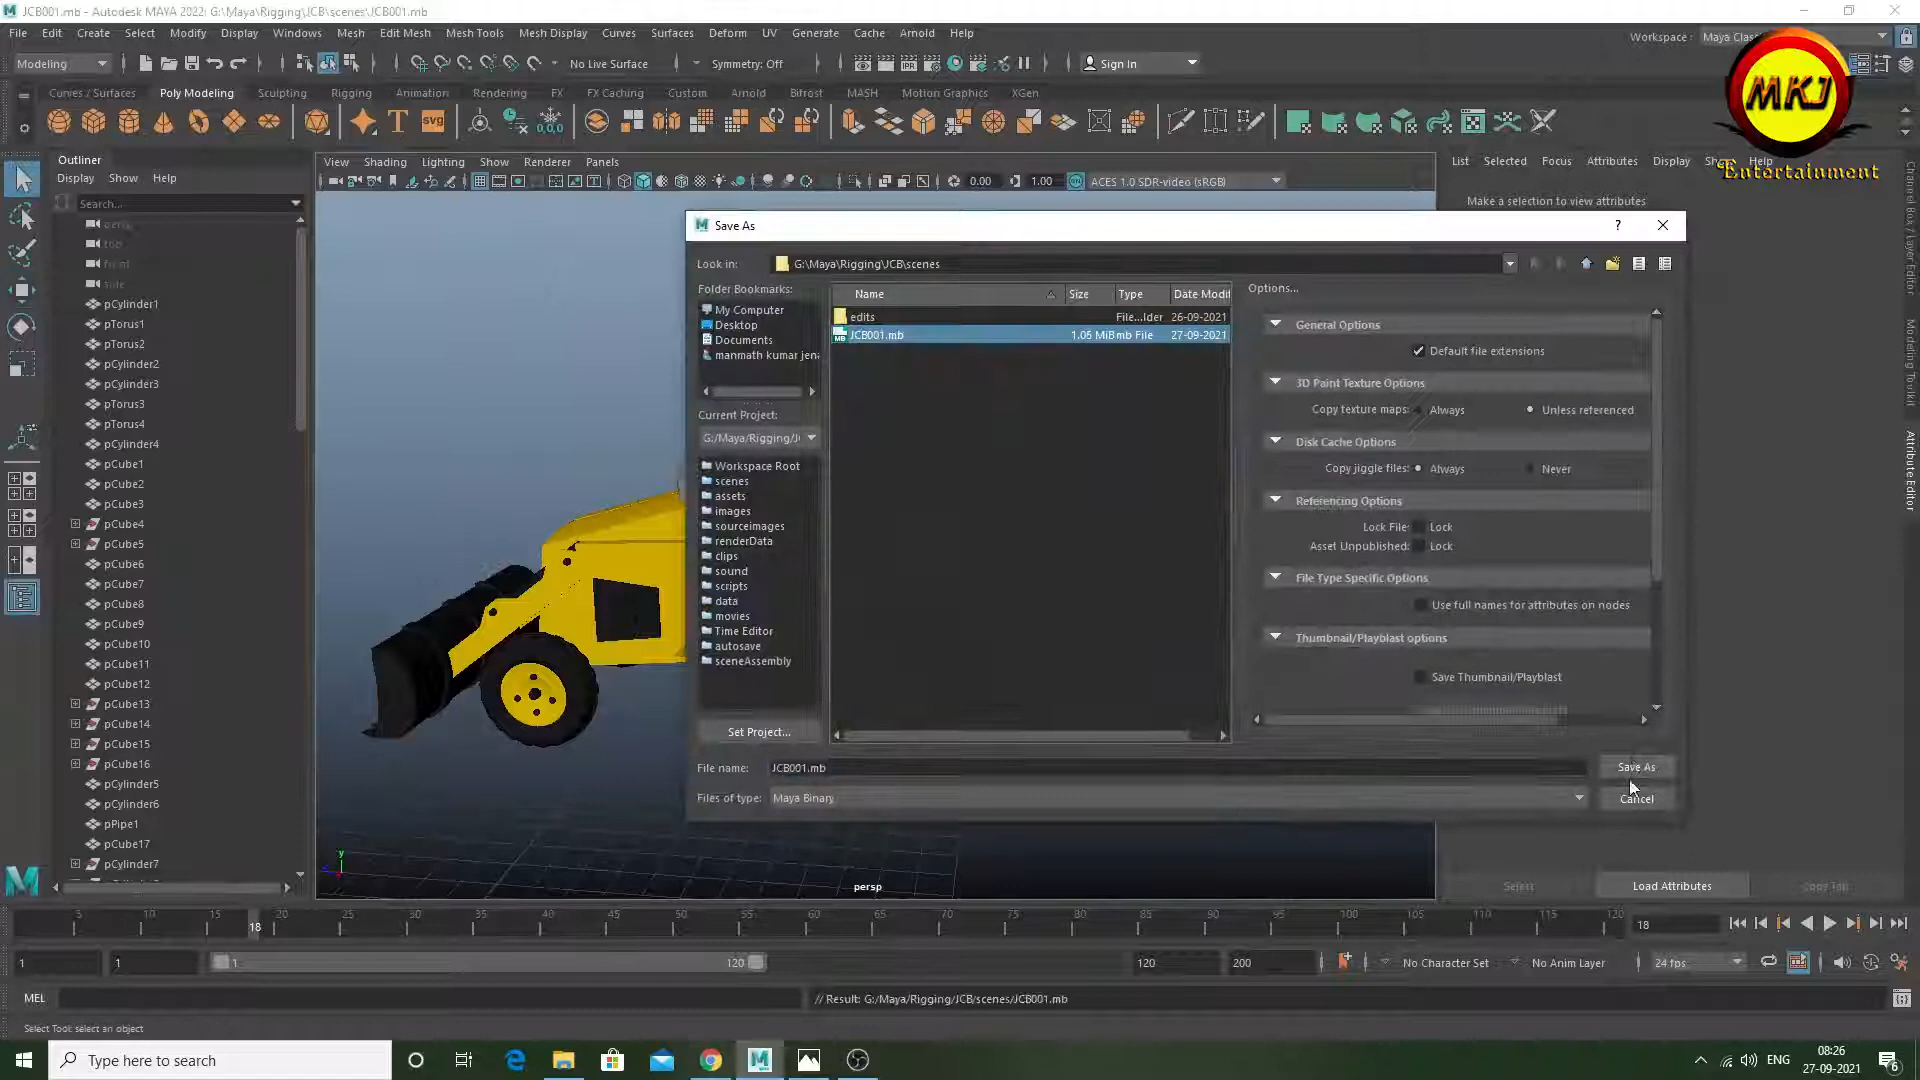 JCB001.mb - Autodesk MAYA 2022: G:\Maya\Rigging\JCB\scenes\JCB001.mb
File Edit Create Select Modify Display Windows Mesh Edit Mesh Mesh Tools Mesh Display Curves Surfaces Deform UV Generate Cache Arnold Help
Workspace : Maya Clas
Modeling No Live Surface Symmetry: Off Sign In
Curves / Surfaces Poly Modeling Sculpting Rigging Animation Rendering FX FX Caching Custom Arnold Bifrost MASH Motion Graphics XGen
MKJ
Entertainment
Outliner
Display Show Help
Search...
persp
top
front
side
pCylinder1
pTorus1
pTorus2
pCylinder2
pCylinder3
pTorus3
pTorus4
pCylinder4
pCube1
pCube2
pCube3
pCube4
pCube5
pCube6
pCube7
pCube8
pCube9
pCube10
pCube11
pCube12
pCube13
pCube14
pCube15
pCube16
pCylinder5
pCylinder6
pPipe1
pCube17
pCylinder7
View Shading Lighting Show Renderer Panels
0.00 1.00 ACES 1.0 SDR-video (sRGB)
persp
List Selected Focus Attributes Display Sh Help
Make a selection to view attributes
Save As
Look in: G:\Maya\Rigging\JCB\scenes
Folder Bookmarks:
My Computer
Desktop
Documents
manmath kumar jena
Current Project:
G:/Maya/Rigging/J
Workspace Root
scenes
assets
images
sourceimages
renderData
clips
sound
scripts
data
movies
Time Editor
autosave
sceneAssembly
Set Project...
Name Size Type Date Modi
edits File...lder 26-09-2021
JCB001.mb 1.05 MiB mb File 27-09-2021
Options...
General Options
Default file extensions
3D Paint Texture Options
Copy texture maps: Always Unless referenced
Disk Cache Options
Copy jiggle files: Always Never
Referencing Options
Lock File: Lock
Asset Unpublished: Lock
File Type Specific Options
Use full names for attributes on nodes
Thumbnail/Playblast options
Save Thumbnail/Playblast
File name: JCB001.mb Save As
Files of type: Maya Binary Cancel
Channel Box / Layer Editor
Modeling Toolkit
Attribute Editor
Select Load Attributes Copy Tab
5 10 15 20 25 30 35 40 45 50 55 60 65 70 75 80 85 90 95 100 105 110 115 120
18 18
1 1 1 120 120 200 No Character Set No Anim Layer 24 fps
MEL // Result: G:/Maya/Rigging/JCB/scenes/JCB001.mb
Select Tool: select an object
Type here to search
ENG 08:26
27-09-2021
6